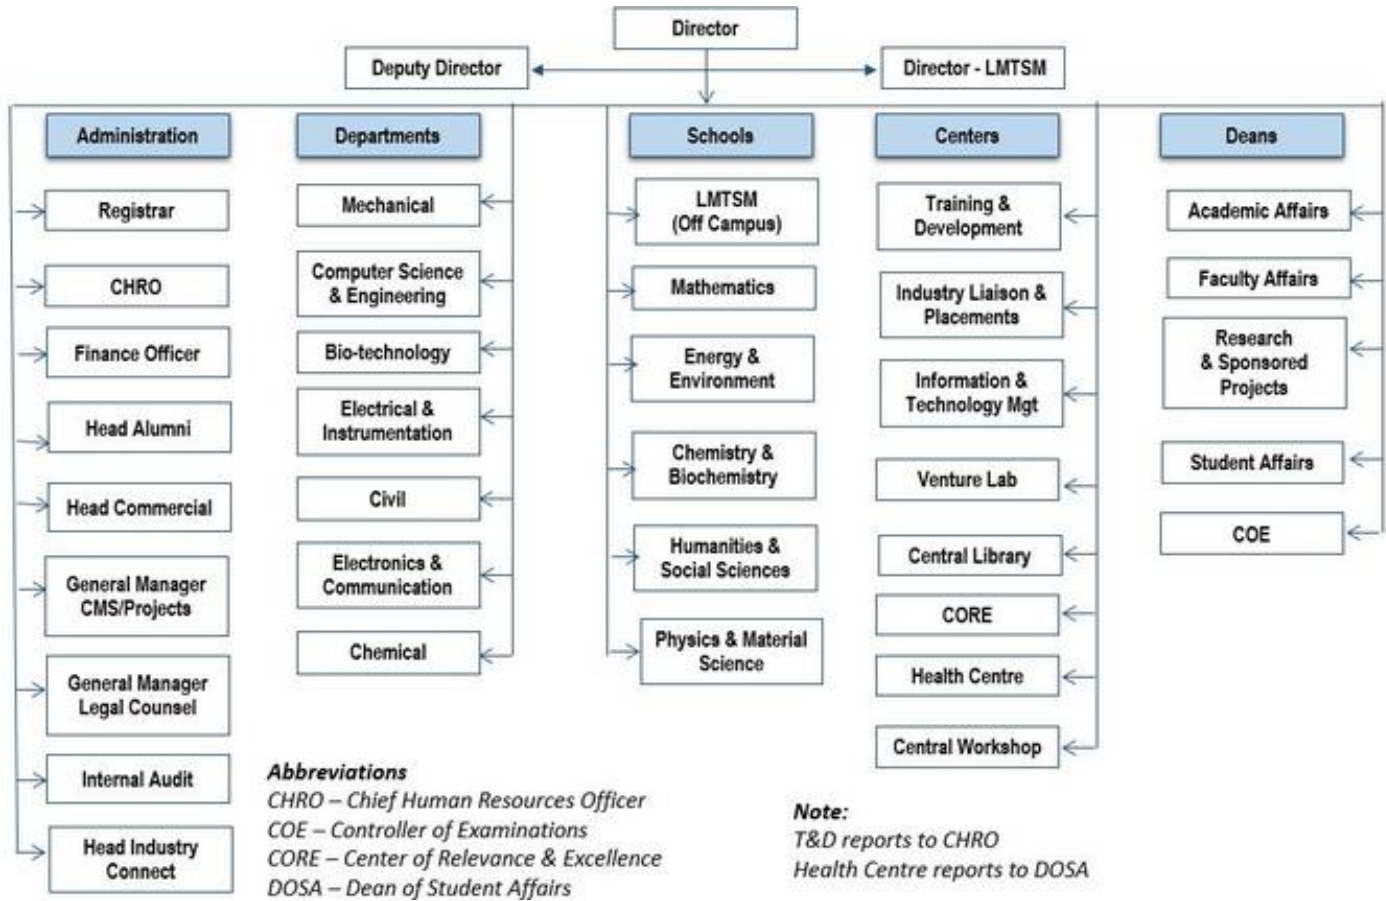 Director
Deputy Director
Director - LMTSM
Administration
Registrar
CHRO
Finance Officer
Head Alumni
Head Commercial
General Manager
CMS/Projects
General Manager
Legal Counsel
Internal Audit
Head Industry
Connect
Departments
Mechanical
Computer Science
& Engineering
Bio-technology
Electrical &
Instrumentation
Civil
Electronics &
Communication
Chemical
Schools
LMTSM
(Off Campus)
Mathematics
Energy &
Environment
Chemistry &
Biochemistry
Humanities &
Social Sciences
Physics & Material
Science
Centers
Training &
Development
Industry Liaison &
Placements
Information &
Technology Mgt
Venture Lab
Central Library
CORE
Health Centre
Central Workshop
Deans
Academic Affairs
Faculty Affairs
Research
& Sponsored
Projects
Student Affairs
COE
Abbreviations
CHRO – Chief Human Resources Officer
COE – Controller of Examinations
CORE – Center of Relevance & Excellence
DOSA – Dean of Student Affairs
Note:
T&D reports to CHRO
Health Centre reports to DOSA